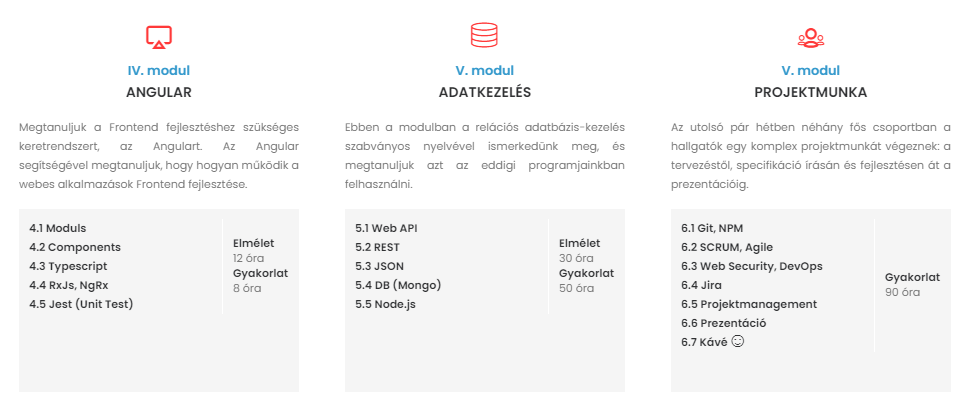 IV. modul
ANGULAR
Megtanuljuk a Frontend fejlesztéshez szükséges
keretrendszert, az Angulart. Az Angular
segítségével megtanuljuk, hogy hogyan működik a
webes alkalmazások Frontend fejlesztése.
4.1 Moduls
4.2 Components
4.3 Typescript
4.4 RxJs, NgRx
4.5 Jest (Unit Test)
Elmélet
12 óra
Gyakorlat
8 óra
V. modul
ADATKEZELÉS
Ebben a modulban a relációs adatbázis-kezelés
szabványos nyelvével ismerkedünk meg, és
megtanuljuk azt az eddigi programjainkban
felhasználni.
5.1 Web API
5.2 REST
5.3 JSON
5.4 DB (Mongo)
5.5 Node.js
Elmélet
30 óra
Gyakorlat
50 óra
V. modul
PROJEKTMUNKA
Az utolsó pár hétben néhány fős csoportban a
hallgatók egy komplex projektmunkát végeznek: a
tervezéstől, specifikáció írásán és fejlesztésen át a
prezentációig.
6.1 Git, NPM
6.2 SCRUM, Agile
6.3 Web Security, DevOps
6.4 Jira
6.5 Projektmanagement
6.6 Prezentáció
6.7 Kávé ☺
Gyakorlat
90 óra